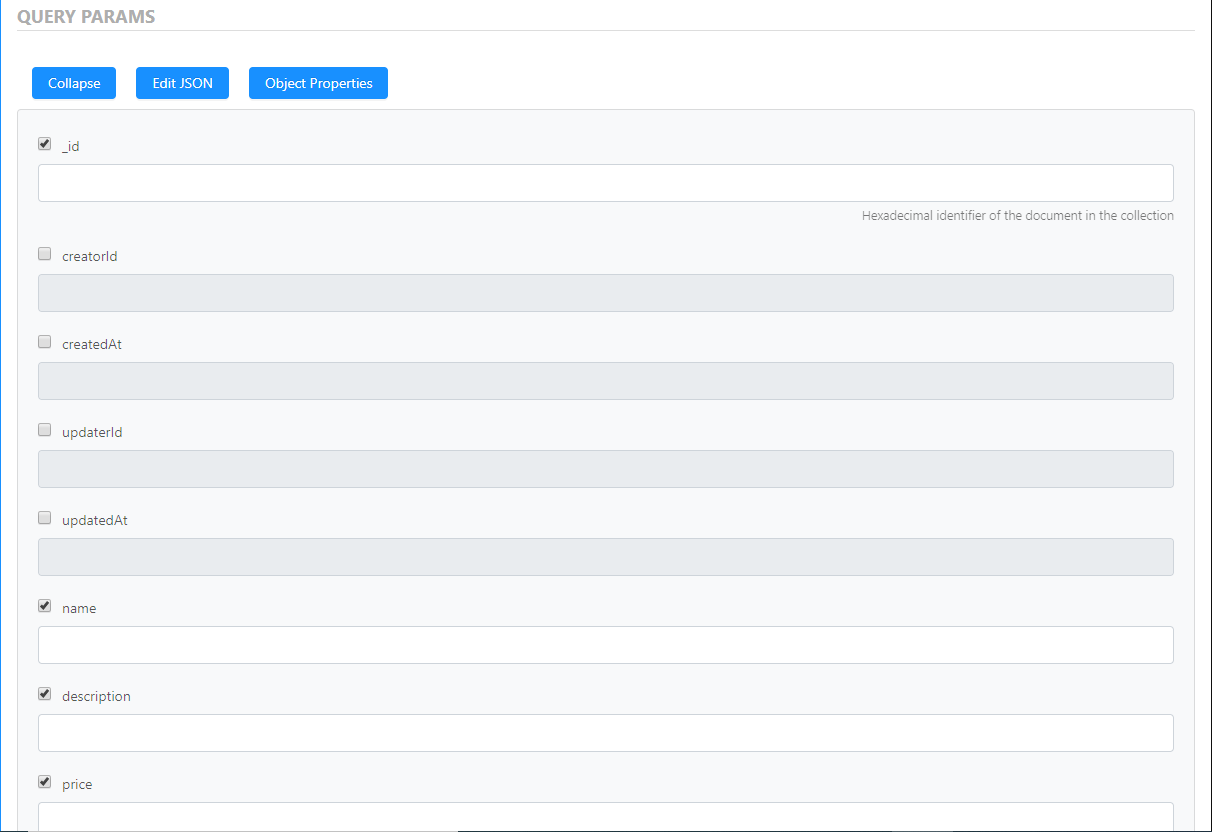 QUERY PARAMS
Collapse Edit JSON Object Properties
_id
Hexadecimal identifier of the document in the collection
creatorId
createdAt
updaterId
updatedAt
name
description
price